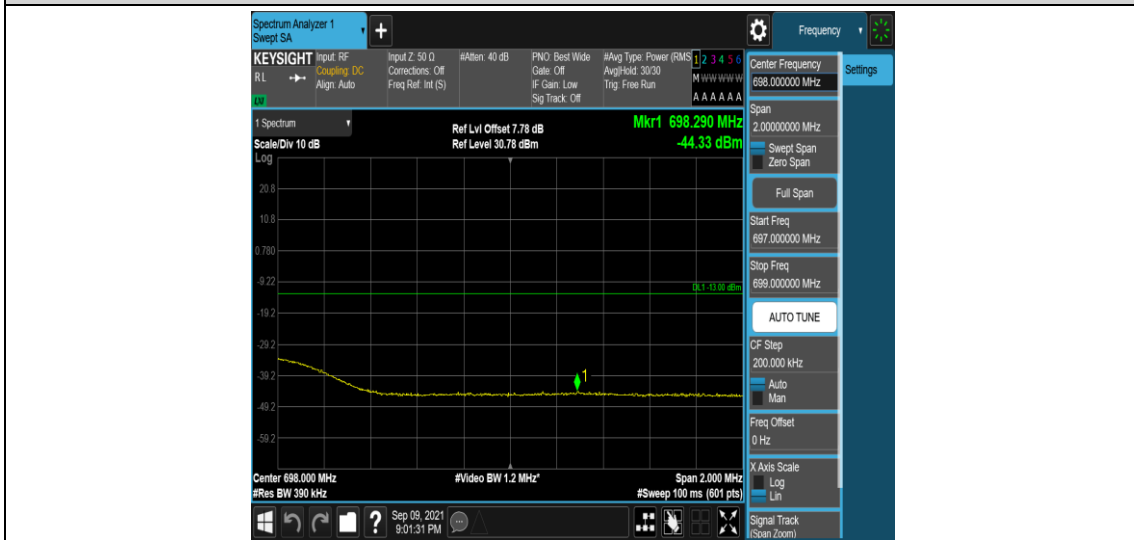 Spectrum Analyzer 1
Swept SA
+
Frequency
KEYSIGHT
RL
LXI
Input: RF
Coupling: DC
Align: Auto
Input Z: 50 Ω
Corrections: Off
Freq Ref: Int (S)
#Atten: 40 dB
PNO: Best Wide
Gate: Off
IF Gain: Low
Sig Track: Off
#Avg Type: Power (RMS
Avg|Hold: 30/30
Trig: Free Run
1 2 3 4 5 6
M W W W W W
A A A A A A
Center Frequency
698.000000 MHz
Settings
Span
2.00000000 MHz
Swept Span
Zero Span
Full Span
Start Freq
697.000000 MHz
Stop Freq
699.000000 MHz
AUTO TUNE
CF Step
200.000 kHz
Auto
Man
Freq Offset
0 Hz
X Axis Scale
Log
Lin
Signal Track
(Span Zoom)
1 Spectrum
Scale/Div 10 dB
Ref Lvl Offset 7.78 dB
Ref Level 30.78 dBm
Mkr1 698.290 MHz
-44.33 dBm
Log
20.8
10.8
0.780
-9.22
DL1 -13.00 dBm
-19.2
-29.2
-39.2
1
-49.2
-59.2
Center 698.000 MHz
#Video BW 1.2 MHz*
Span 2.000 MHz
#Res BW 390 kHz
#Sweep 100 ms (601 pts)
?
Sep 09, 2021
9:01:31 PM